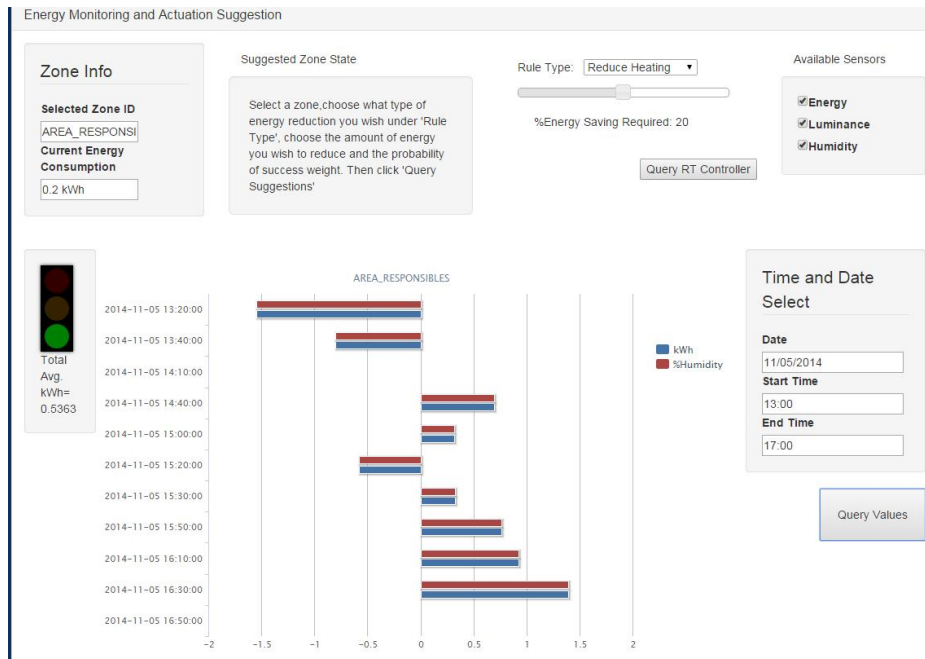 Energy Monitoring and Actuation Suggestion
Zone Info
Selected Zone ID
AREA_RESPONSI
Current Energy
Consumption
0.2 kWh
Suggested Zone State
Select a zone,choose what type of
energy reduction you wish under 'Rule
Type', choose the amount of energy
you wish to reduce and the probability
of success weight. Then click 'Query
Suggestions'
Rule Type: Reduce Heating
%Energy Saving Required: 20
Query RT Controller
Available Sensors
Energy
Luminance
Humidity
Total
Avg.
kWh=
0.5363
AREA_RESPONSIBLES
2014-11-05 13:20:00
2014-11-05 13:40:00
2014-11-05 14:10:00
2014-11-05 14:40:00
2014-11-05 15:00:00
2014-11-05 15:20:00
2014-11-05 15:30:00
2014-11-05 15:50:00
2014-11-05 16:10:00
2014-11-05 16:30:00
2014-11-05 16:50:00
-2 -1.5 -1 -0.5 0 0.5 1 1.5 2
kWh
%Humidity
Time and Date
Select
Date
11/05/2014
Start Time
13:00
End Time
17:00
Query Values